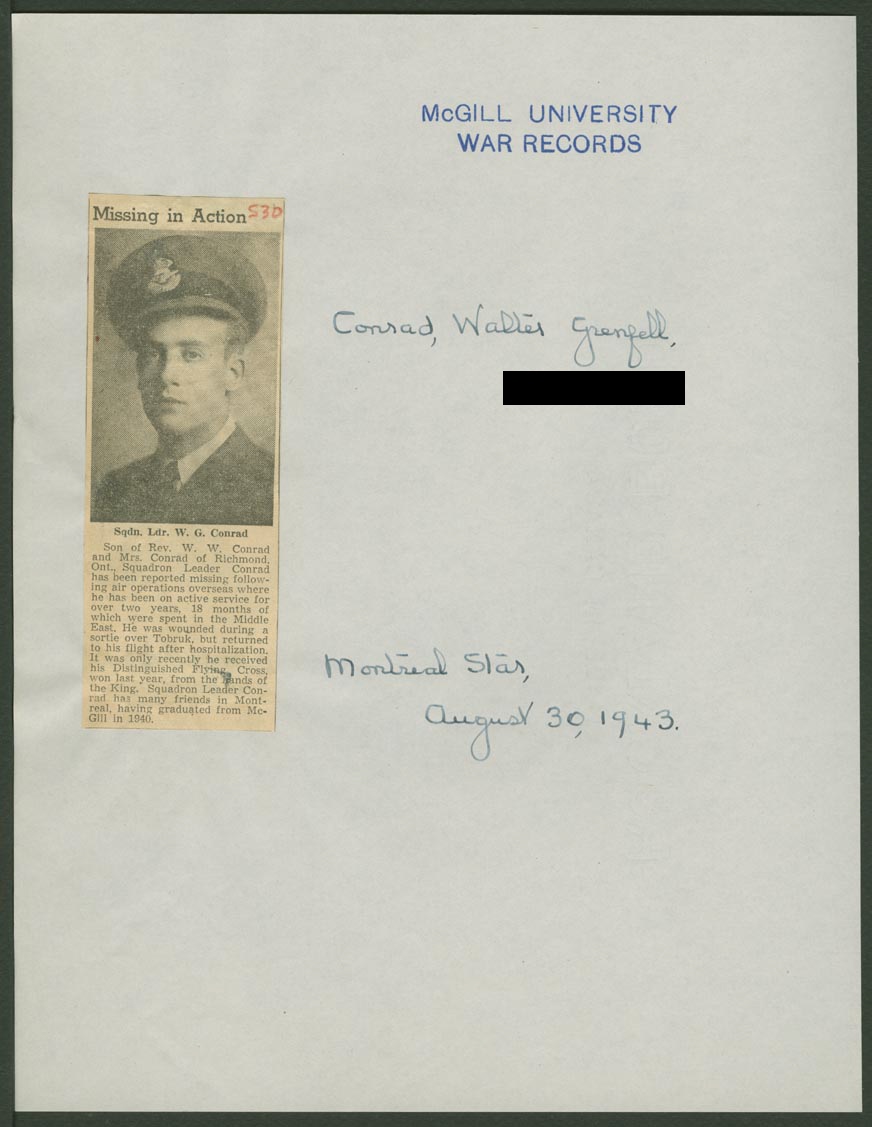 McGILL UNIVERSITY
WAR RECORDS
Missing in Action 530
Conrad, Walter Grenfell,
Sqdn. Ldr. W. G. Conrad
Son of Rev. W. W. Conrad
and Mrs. Conrad of Richmond,
Ont., Squadron Leader Conrad
has been reported missing follow-
ing air operations overseas where
he has been on active service for
over two years, 18 months of
which were spent in the Middle
East. He was wounded during a
sortie over Tobruk, but returned
to his flight after hospitalization.
It was only recently he received
his Distinguished Flying Cross,
won last year, from the hands of
the King. Squadron Leader Con-
rad has many friends in Mont-
real, having graduated from Mc-
Gill in 1940.
Montreal Star,
August 30, 1943.